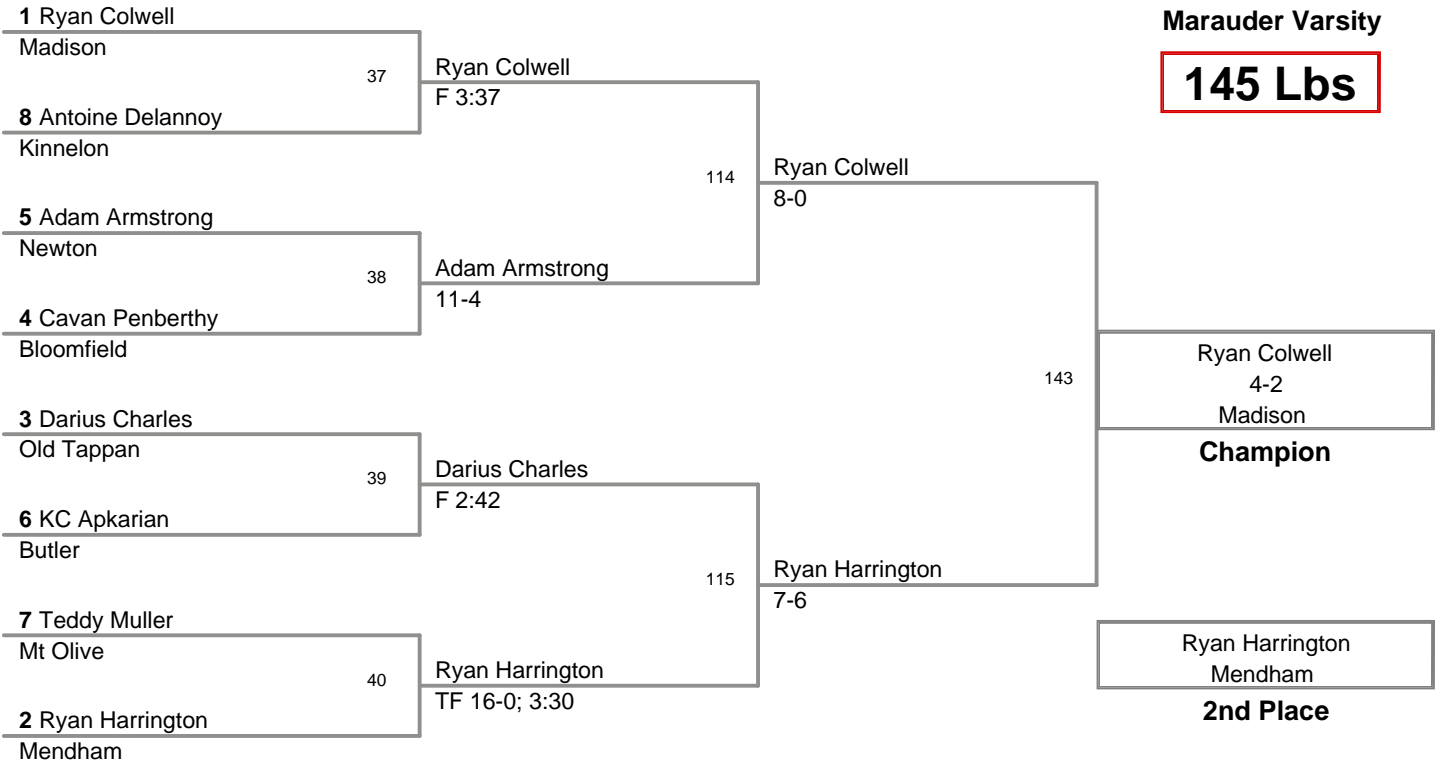 Marauder Varsity
145 Lbs
1 Ryan Colwell
Madison
37
8 Antoine Delannoy
Kinnelon
5 Adam Armstrong
Newton
38
4 Cavan Penberthy
Bloomfield
3 Darius Charles
Old Tappan
39
6 KC Apkarian
Butler
7 Teddy Muller
Mt Olive
40
2 Ryan Harrington
Mendham
Ryan Colwell
F 3:37
114
Adam Armstrong
11-4
Darius Charles
F 2:42
115
Ryan Harrington
TF 16-0; 3:30
Ryan Colwell
8-0
143
Ryan Harrington
7-6
Ryan Colwell
4-2
Madison
Champion
Ryan Harrington
Mendham
2nd Place